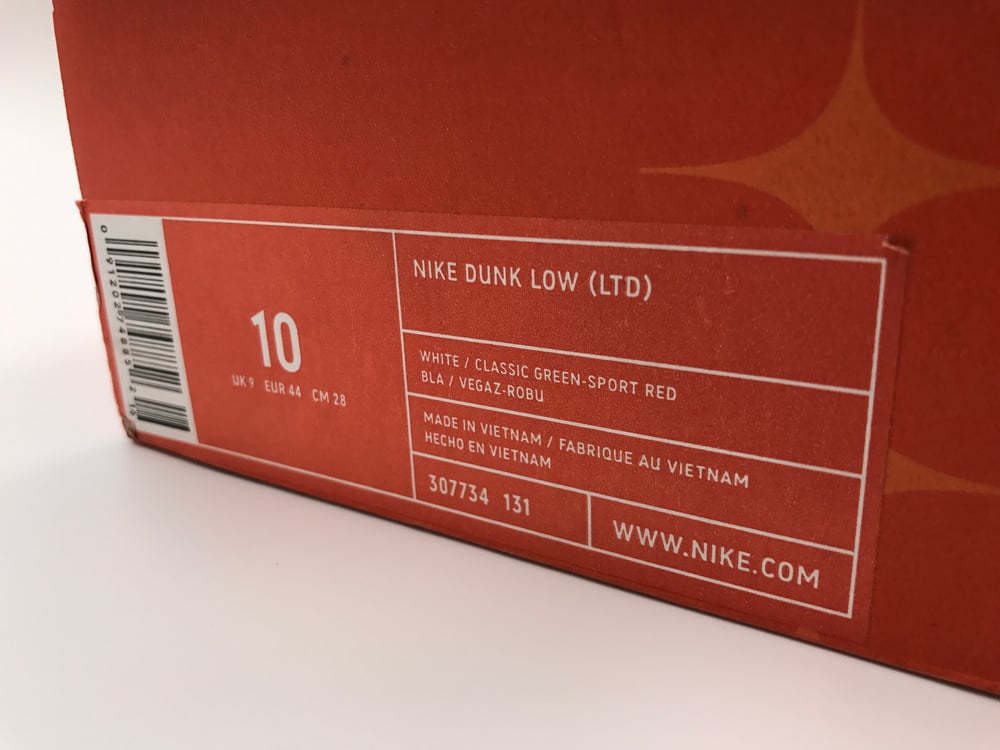 NIKE DUNK LOW (LTD)
10
UK 9 EUR 44 CM 28
WHITE / CLASSIC GREEN-SPORT RED
BLA / VEGAZ-ROBU
MADE IN VIETNAM / FABRIQUE AU VIETNAM
HECHO EN VIETNAM
307734 131
WWW.NIKE.COM